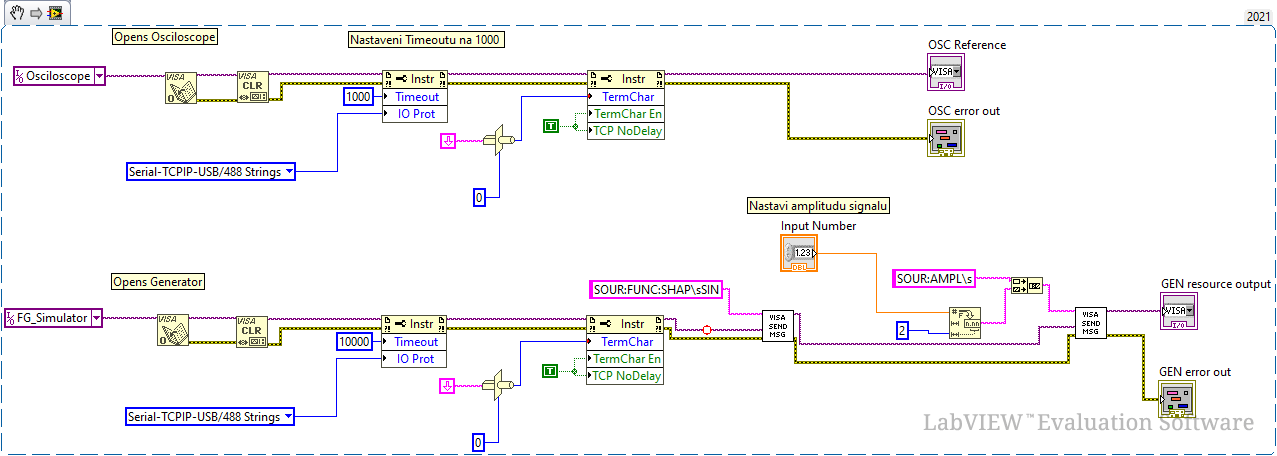 2021
Opens Osciloscope
Nastaveni Timeoutu na 1000
OSC Reference
Osciloscope
VISA
O
VISA
CLR
Instr
Instr
VISA
I/O
1000
Timeout
TermChar
IO Prot
TermChar En
OSC error out
T
TCP NoDelay
Serial-TCPIP-USB/488 Strings
0
Nastavi amplitudu signalu
Input Number
1.23
DBL
Opens Generator
SOUR:FUNC:SHAP\sSIN
SOUR:AMPL\s
GEN resource output
FG_Simulator
VISA
O
VISA
CLR
Instr
Instr
VISA
SEND
MSG
2
VISA
SEND
MSG
VISA
I/O
10000
Timeout
TermChar
IO Prot
TermChar En
T
TCP NoDelay
GEN error out
Serial-TCPIP-USB/488 Strings
0
LabVIEW™Evaluation Software